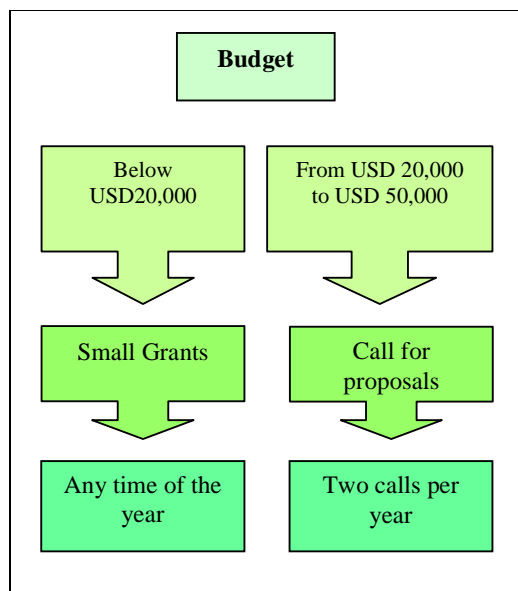 Budget
Below
USD20,000
From USD 20,000
to USD 50,000
Small Grants
Call for
proposals
Any time of the
year
Two calls per
year